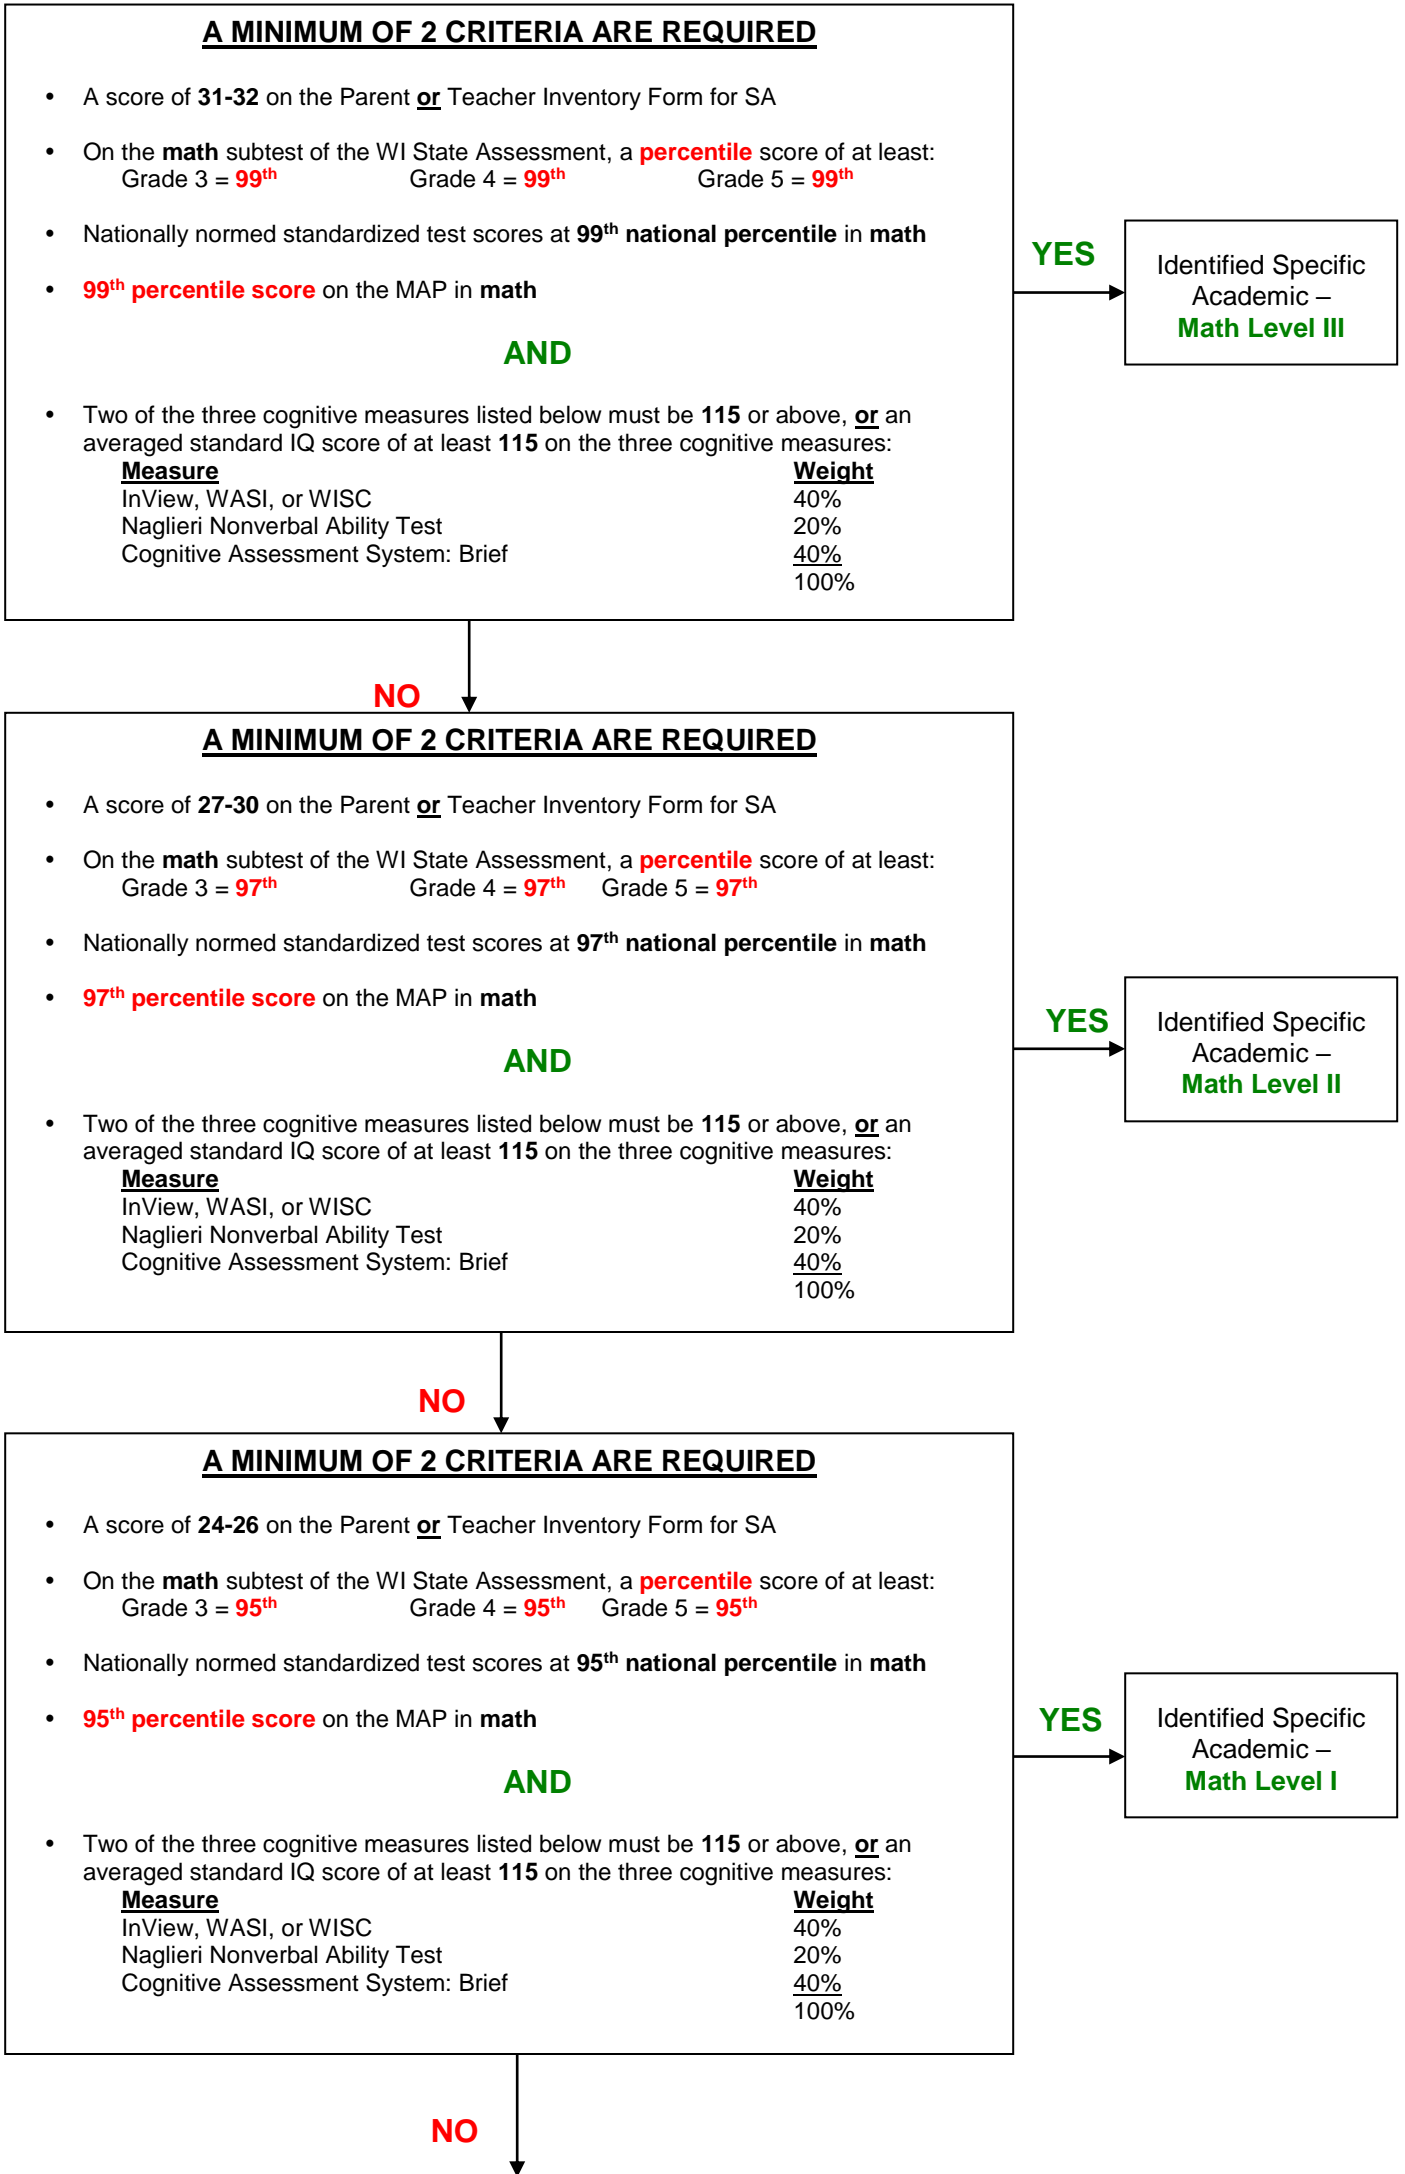 A MINIMUM OF 2 CRITERIA ARE REQUIRED
• A score of 31-32 on the Parent or Teacher Inventory Form for SA
• On the math subtest of the WI State Assessment, a percentile score of at least:
Grade 3 = 99th Grade 4 = 99th Grade 5 = 99th
• Nationally normed standardized test scores at 99th national percentile in math
• 99th percentile score on the MAP in math
AND
• Two of the three cognitive measures listed below must be 115 or above, or an
averaged standard IQ score of at least 115 on the three cognitive measures:
Measure Weight
InView, WASI, or WISC 40%
Naglieri Nonverbal Ability Test 20%
Cognitive Assessment System: Brief 40%
100%
YES
Identified Specific
Academic –
Math Level III
NO
A MINIMUM OF 2 CRITERIA ARE REQUIRED
• A score of 27-30 on the Parent or Teacher Inventory Form for SA
• On the math subtest of the WI State Assessment, a percentile score of at least:
Grade 3 = 97th Grade 4 = 97th Grade 5 = 97th
• Nationally normed standardized test scores at 97th national percentile in math
• 97th percentile score on the MAP in math
AND
• Two of the three cognitive measures listed below must be 115 or above, or an
averaged standard IQ score of at least 115 on the three cognitive measures:
Measure Weight
InView, WASI, or WISC 40%
Naglieri Nonverbal Ability Test 20%
Cognitive Assessment System: Brief 40%
100%
YES
Identified Specific
Academic –
Math Level II
NO
A MINIMUM OF 2 CRITERIA ARE REQUIRED
• A score of 24-26 on the Parent or Teacher Inventory Form for SA
• On the math subtest of the WI State Assessment, a percentile score of at least:
Grade 3 = 95th Grade 4 = 95th Grade 5 = 95th
• Nationally normed standardized test scores at 95th national percentile in math
• 95th percentile score on the MAP in math
AND
• Two of the three cognitive measures listed below must be 115 or above, or an
averaged standard IQ score of at least 115 on the three cognitive measures:
Measure Weight
InView, WASI, or WISC 40%
Naglieri Nonverbal Ability Test 20%
Cognitive Assessment System: Brief 40%
100%
YES
Identified Specific
Academic –
Math Level I
NO